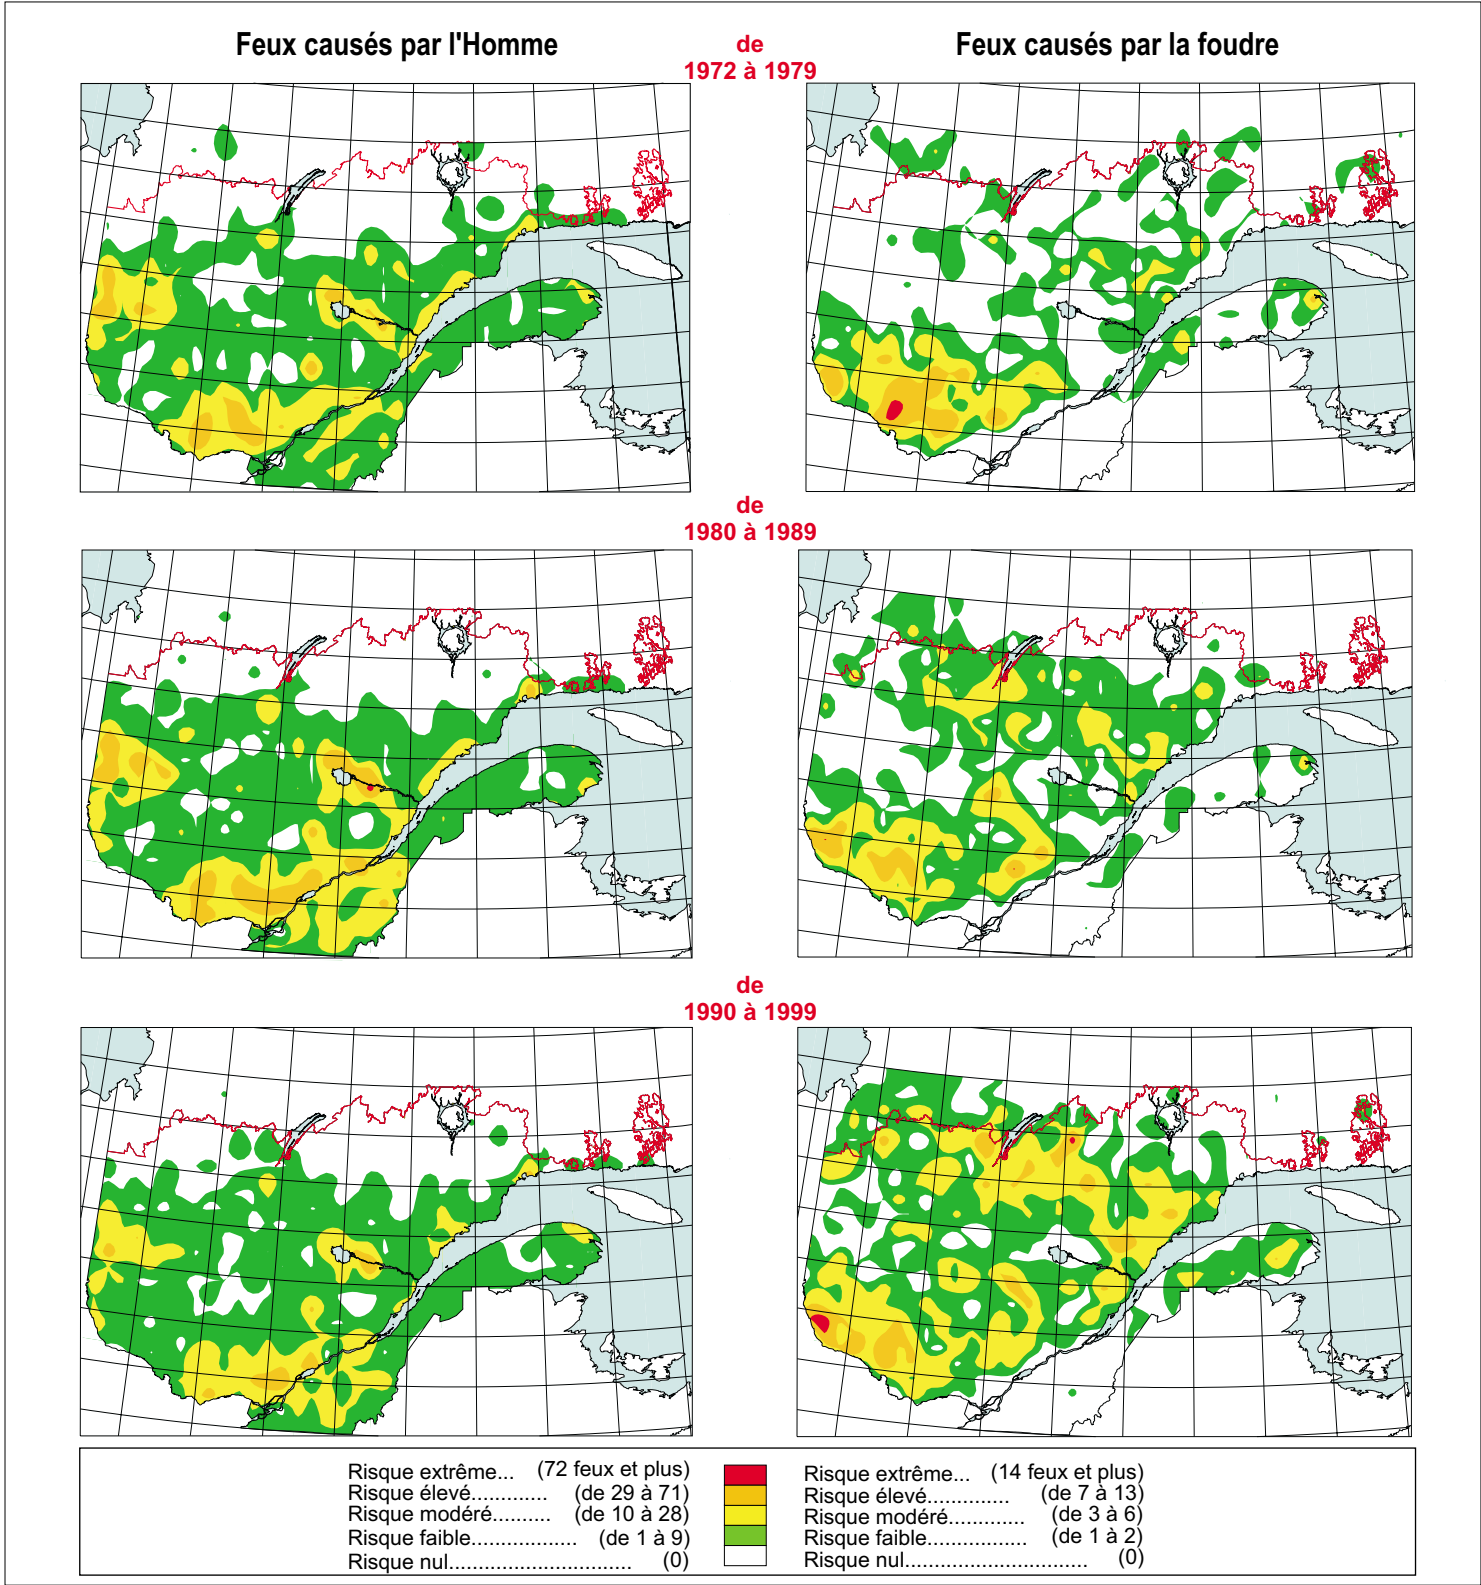 Feux causés par l'Homme
Feux causés par la foudre
de
1972 à 1979
de
1980 à 1989
de
1990 à 1999
Risque extrême... (72 feux et plus)
Risque élevé............. (de 29 à 71)
Risque modéré.......... (de 10 à 28)
Risque faible................... (de 1 à 9)
Risque nul................................. (0)
Risque extrême... (14 feux et plus)
Risque élevé.............. (de 7 à 13)
Risque modéré............. (de 3 à 6)
Risque faible.................. (de 1 à 2)
Risque nul................................. (0)